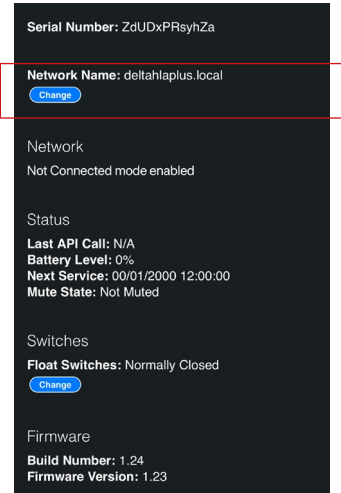 Serial Number: ZdUDxPRsyhZa
Network Name: deltahlaplus.local
Change
Network
Not Connected mode enabled
Status
Last API Call: N/A
Battery Level: 0%
Next Service: 00/01/2000 12:00:00
Mute State: Not Muted
Switches
Float Switches: Normally Closed
Change
Firmware
Build Number: 1.24
Firmware Version: 1.23